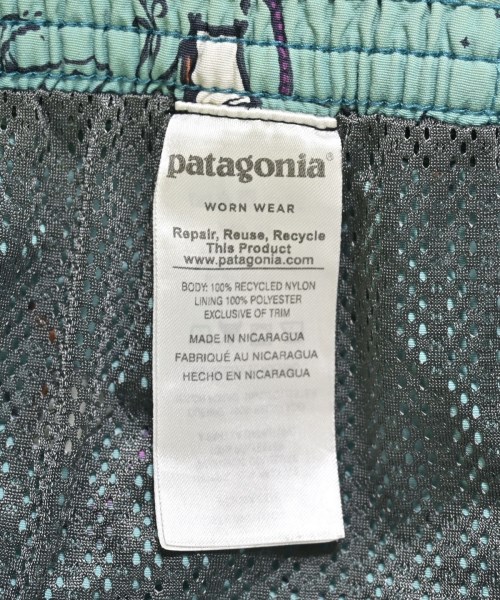 patagonia®
WORN WEAR
Repair, Reuse, Recycle
This Product
www.patagonia.com
BODY: 100% RECYCLED NYLON
LINING 100% POLYESTER
EXCLUSIVE OF TRIM
MADE IN NICARAGUA
FABRIQUÉ AU NICARAGUA
HECHO EN NICARAGUA